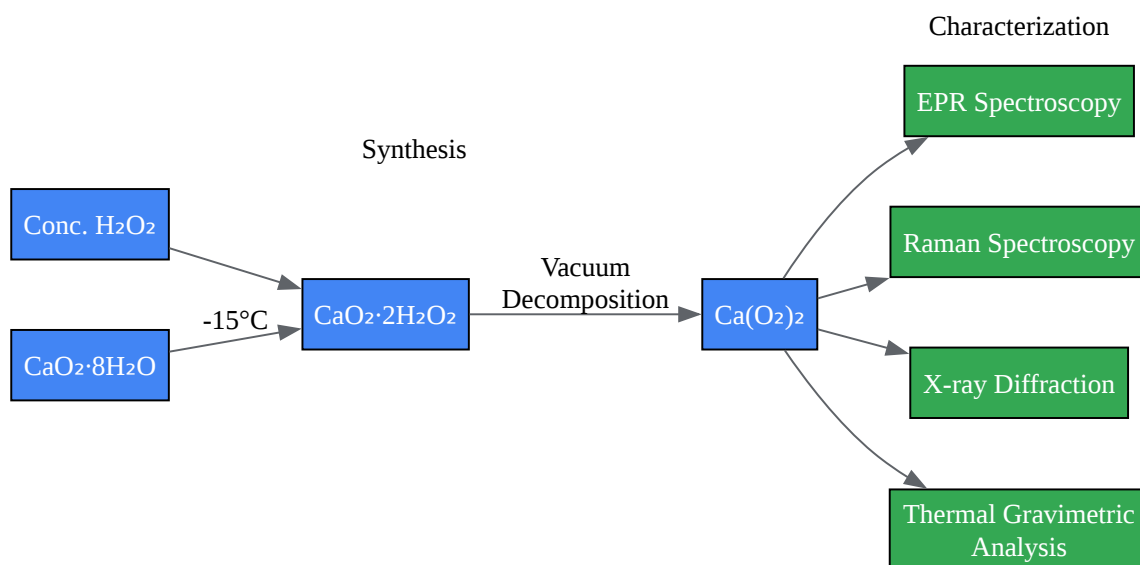 Characterization
EPR Spectroscopy
Synthesis
Conc. H₂O₂
Raman Spectroscopy
Vacuum
Decomposition
-15°C
CaO₂·2H₂O₂
Ca(O₂)₂
CaO₂·8H₂O
X-ray Diffraction
Thermal Gravimetric
Analysis